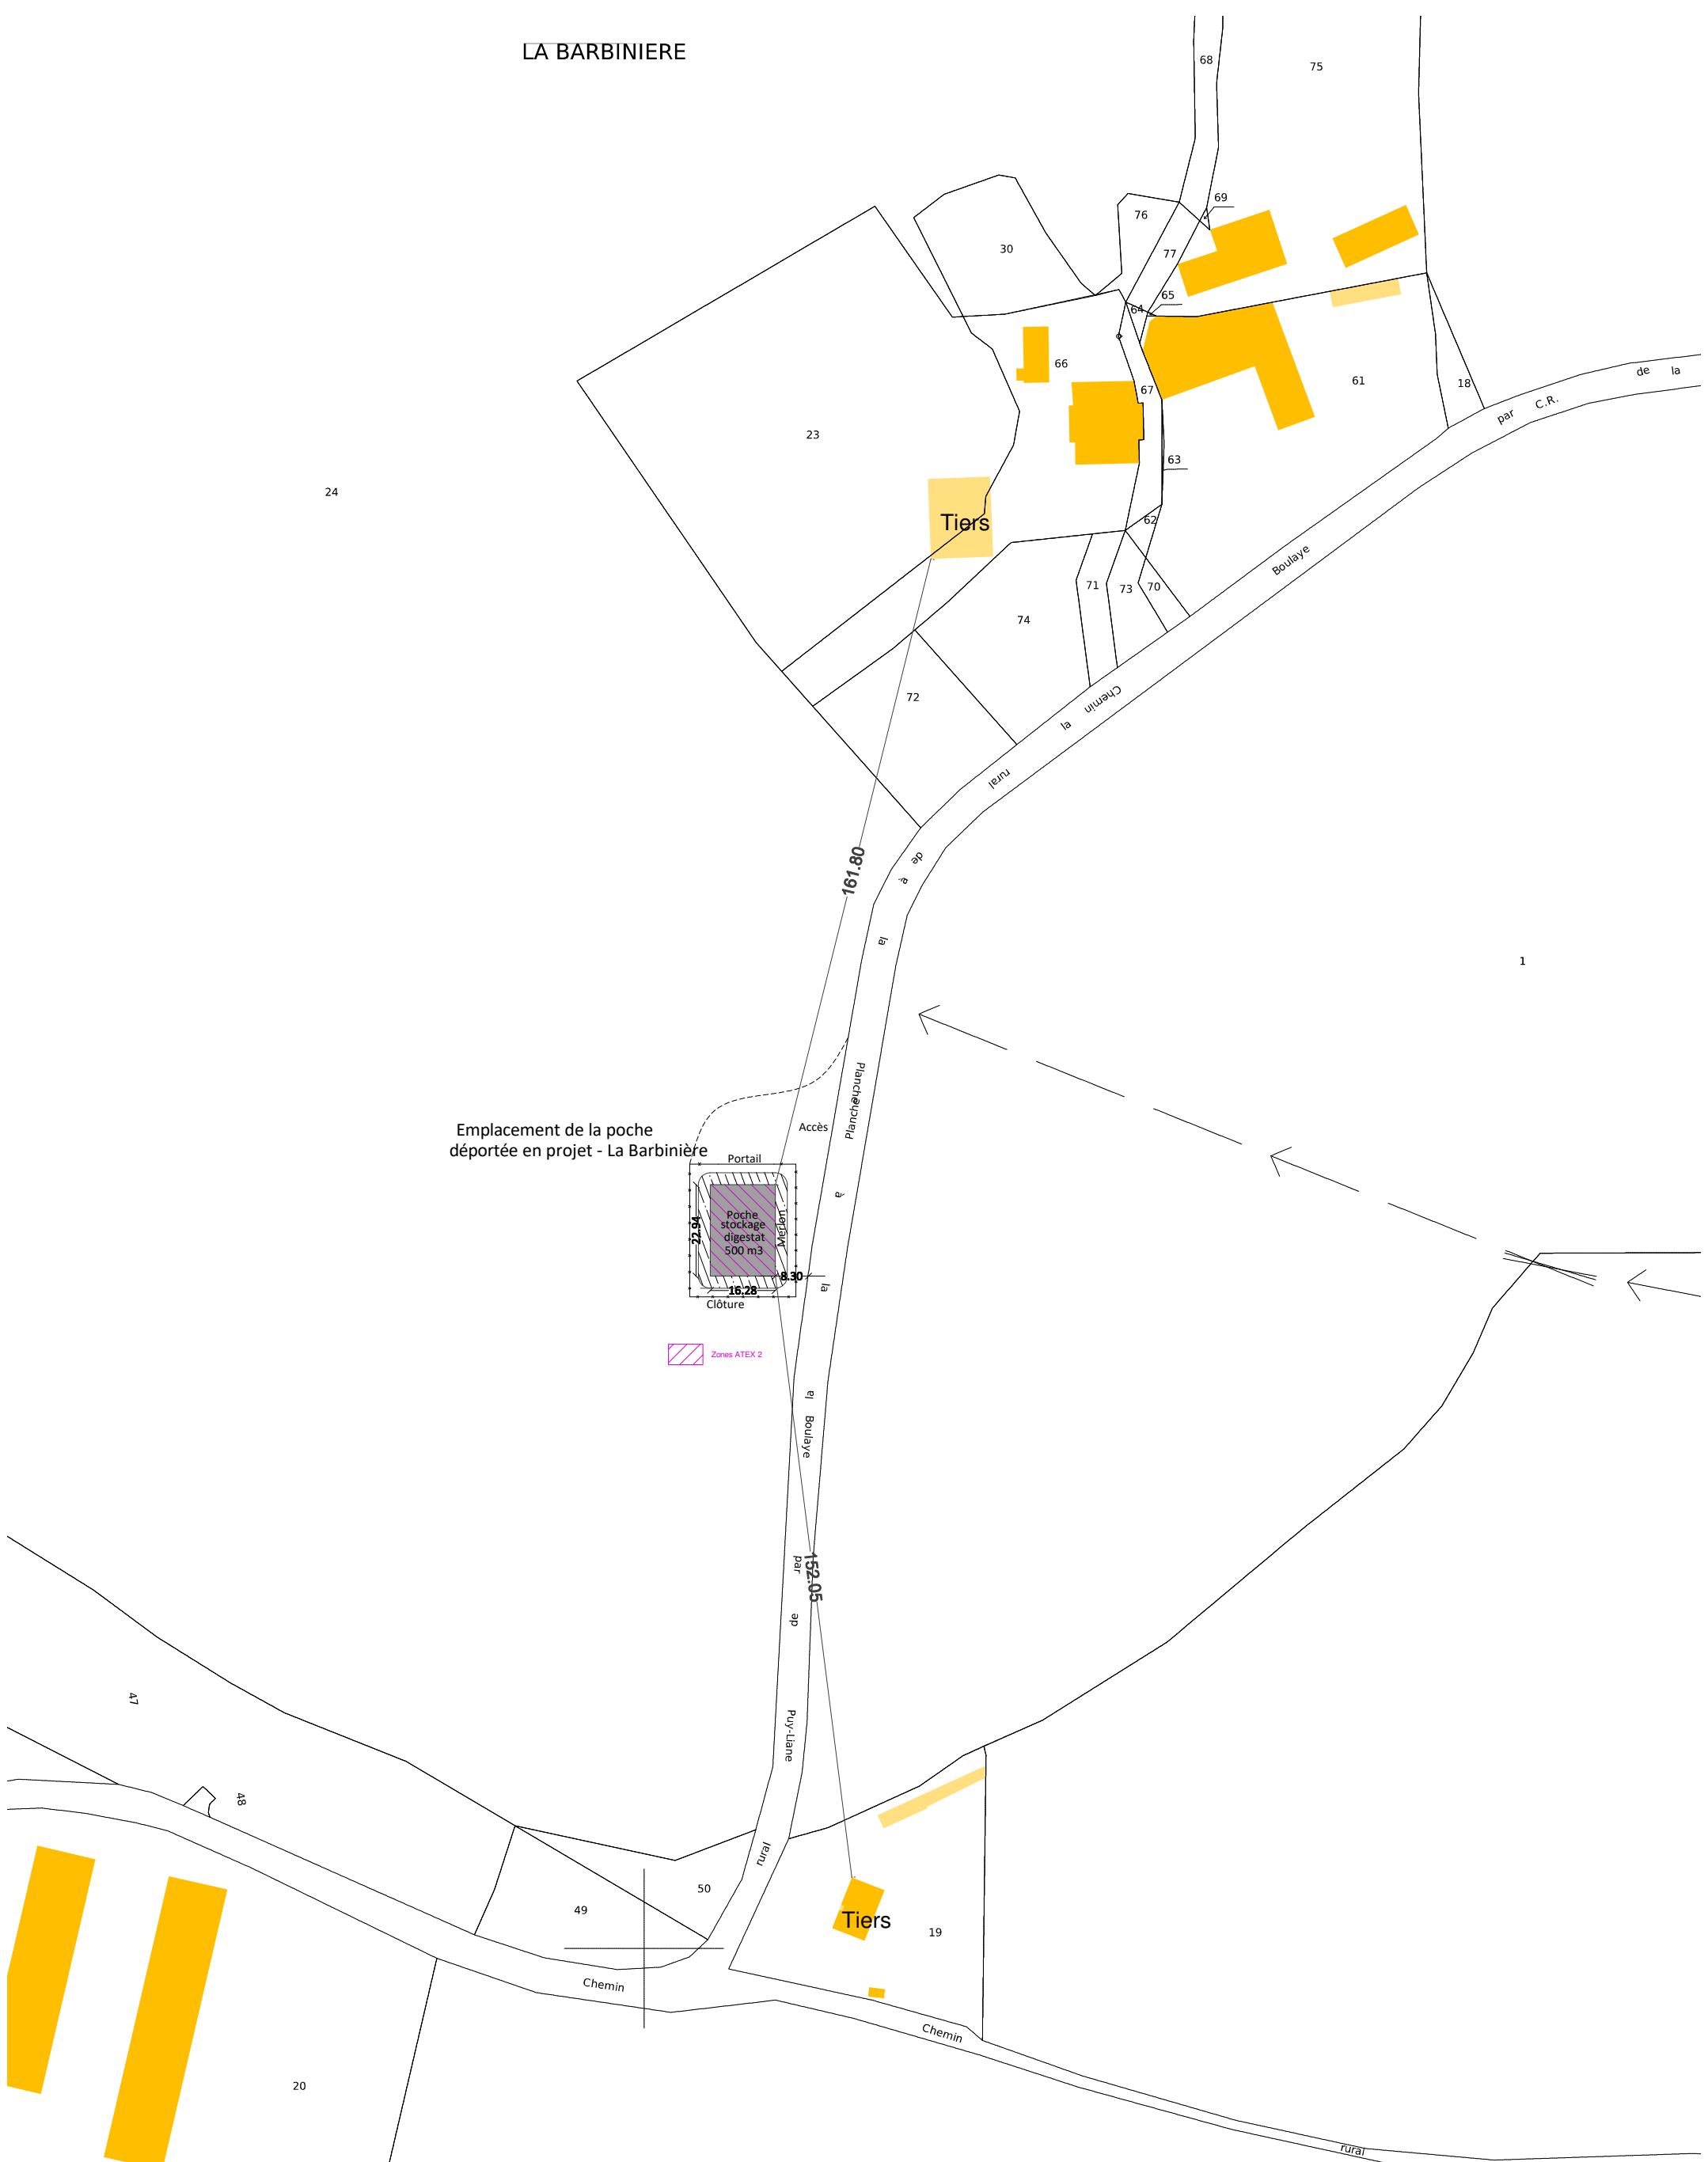 LA BARBINIERE
68
75
69
76
30
77
65
64
66
67
61
18
de la
par C.R.
23
63
24
Tiers
62
Boulaye
71
73
70
74
72
Chemin
la
rural
161.80
de
à
la
1
Planche
Planche
Emplacement de la poche
déportée en projet - La Barbinière
Accès
Portail
à
Poche
stockage
digestat
500 m3
Merlon
22.94
8.30
16.28
la
Clôture
Zones ATEX 2
la
Boulaye
152.05
par
de
47
Puy-Liane
48
rural
50
49
Tiers
19
Chemin
Chemin
20
rural